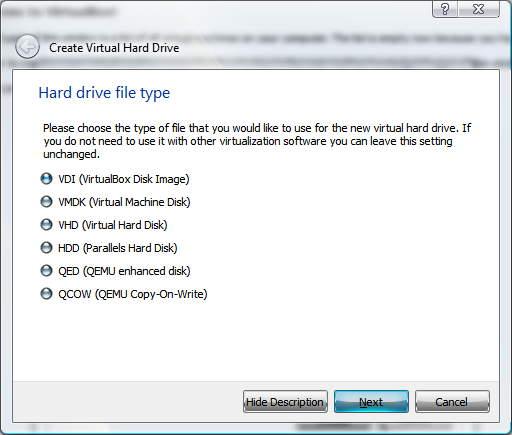 Create Virtual Hard Drive
Hard drive file type
Please choose the type of file that you would like to use for the new virtual hard drive. If
you do not need to use it with other virtualization software you can leave this setting
unchanged.
VDI (VirtualBox Disk Image)
VMDK (Virtual Machine Disk)
VHD (Virtual Hard Disk)
HDD (Parallels Hard Disk)
QED (QEMU enhanced disk)
QCOW (QEMU Copy-On-Write)
Hide Description
Next
Cancel